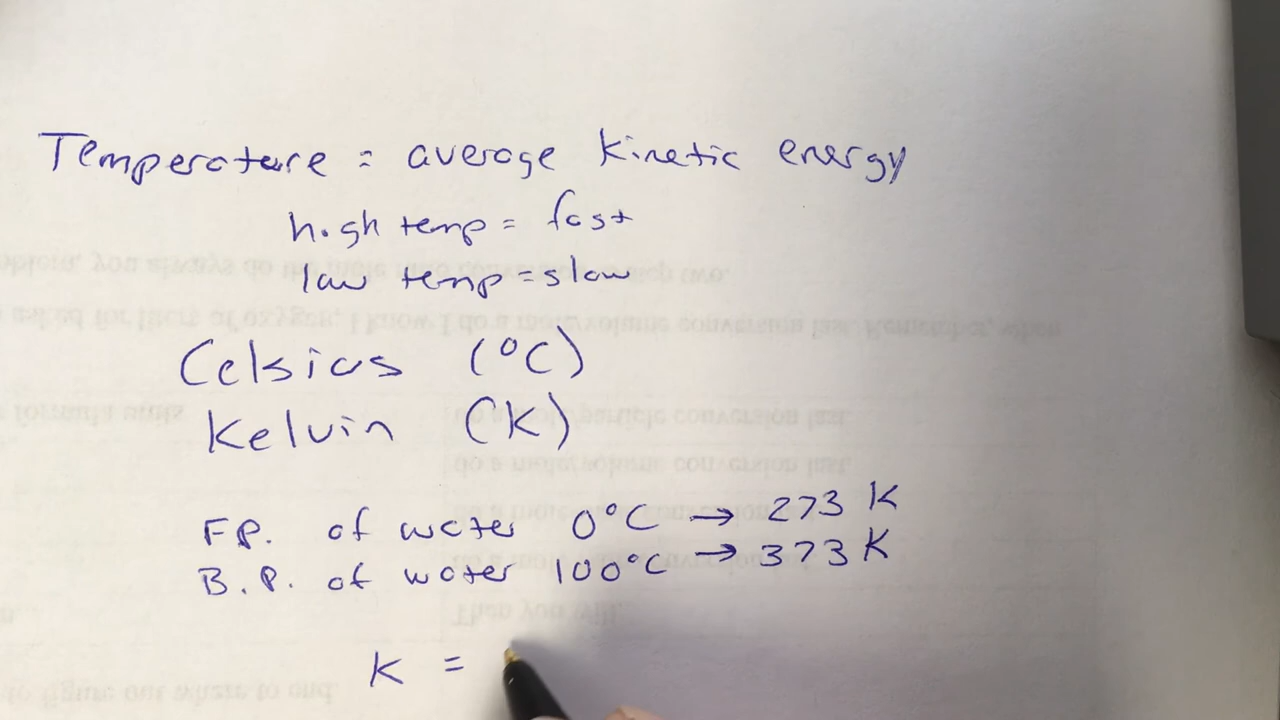 Temperature = average kinetic energy
high temp = fast
low temp = slow
Celsius (°C)
Kelvin (K)
F.P. of water 0°C → 273 K
B.P. of water 100°C → 373 K
K =